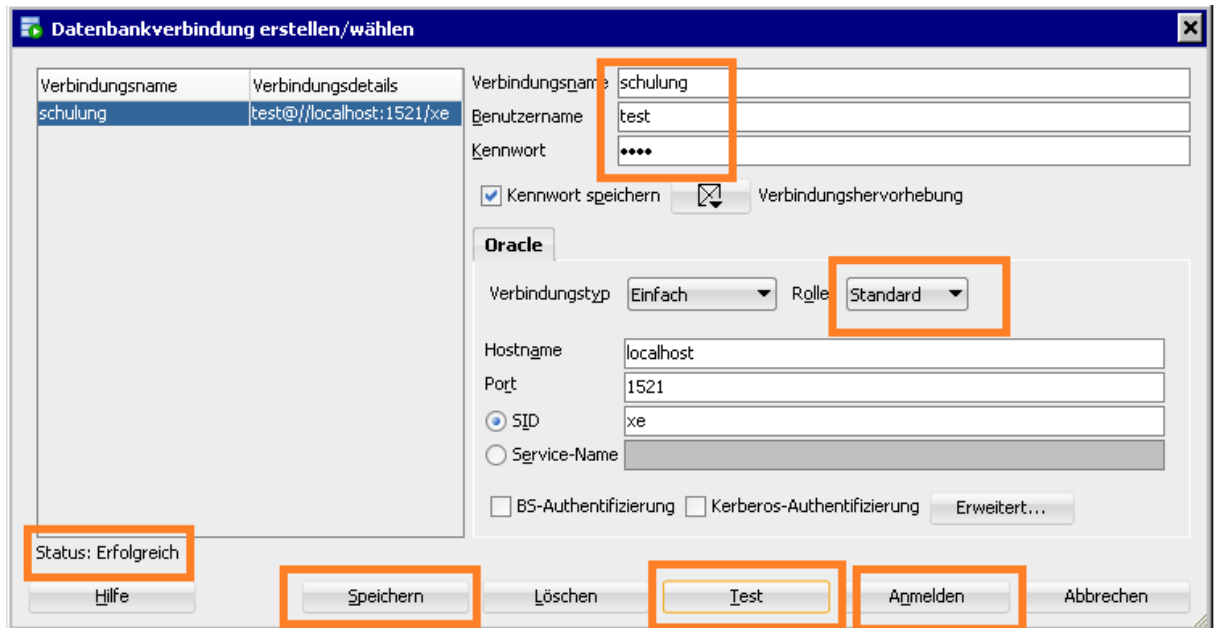 Datenbankverbindung erstellen/wählen
Verbindungsname Verbindungsdetails
schulung test@//localhost:1521/xe
Verbindungsname schulung
Benutzername test
Kennwort ••••
Kennwort speichern Verbindungshervorhebung
Oracle
Verbindungstyp Einfach Rolle Standard
Hostname localhost
Port 1521
SID xe
Service-Name
BS-Authentifizierung Kerberos-Authentifizierung Erweitert...
Status: Erfolgreich
Hilfe Speichern Löschen Test Anmelden Abbrechen